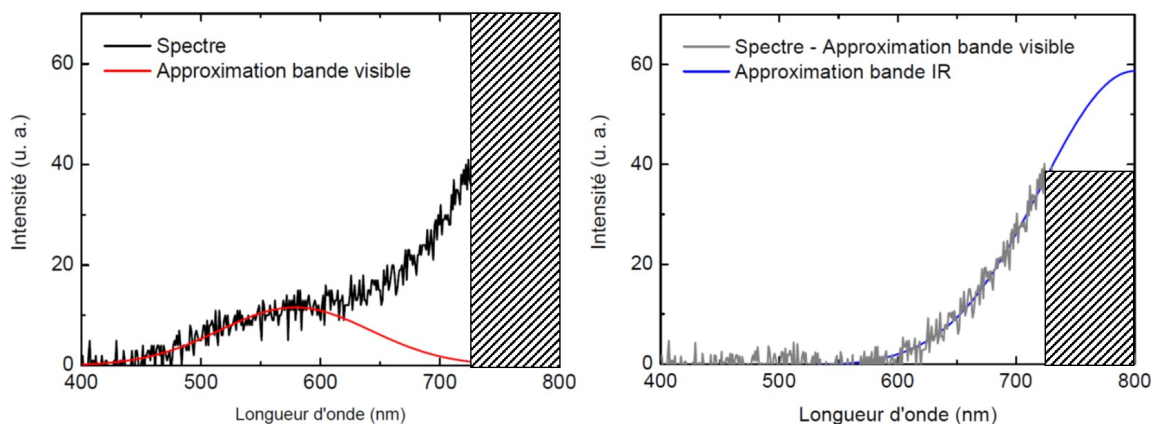 Spectre
Approximation bande visible
Intensité (u. a.)
60
40
20
0
400
500
600
700
800
Longueur d'onde (nm)
Spectre - Approximation bande visible
Approximation bande IR
Intensité (u. a.)
60
40
20
0
400
500
600
700
800
Longueur d'onde (nm)